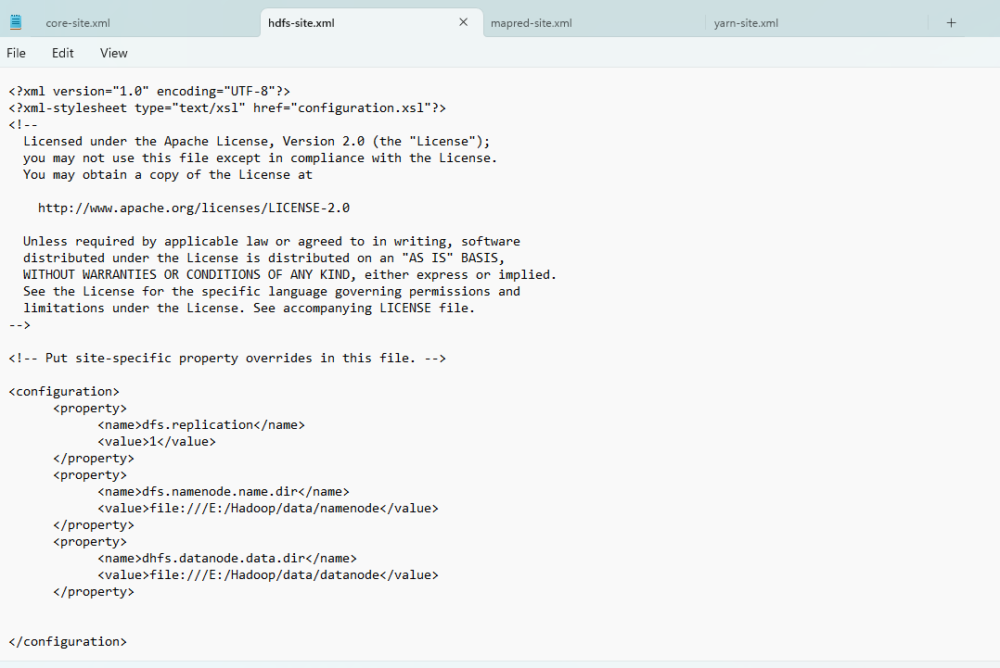 core-site.xml
hdfs-site.xml
mapred-site.xml
yarn-site.xml
File Edit View
<?xml version="1.0" encoding="UTF-8"?>
<?xml-stylesheet type="text/xsl" href="configuration.xsl"?>
<!--
  Licensed under the Apache License, Version 2.0 (the "License");
  you may not use this file except in compliance with the License.
  You may obtain a copy of the License at

    http://www.apache.org/licenses/LICENSE-2.0

  Unless required by applicable law or agreed to in writing, software
  distributed under the License is distributed on an "AS IS" BASIS,
  WITHOUT WARRANTIES OR CONDITIONS OF ANY KIND, either express or implied.
  See the License for the specific language governing permissions and
  limitations under the License. See accompanying LICENSE file.
-->

<!-- Put site-specific property overrides in this file. -->

<configuration>
      <property>
            <name>dfs.replication</name>
            <value>1</value>
      </property>
      <property>
            <name>dfs.namenode.name.dir</name>
            <value>file:///E:/Hadoop/data/namenode</value>
      </property>
      <property>
            <name>dhfs.datanode.data.dir</name>
            <value>file:///E:/Hadoop/data/datanode</value>
      </property>


</configuration>